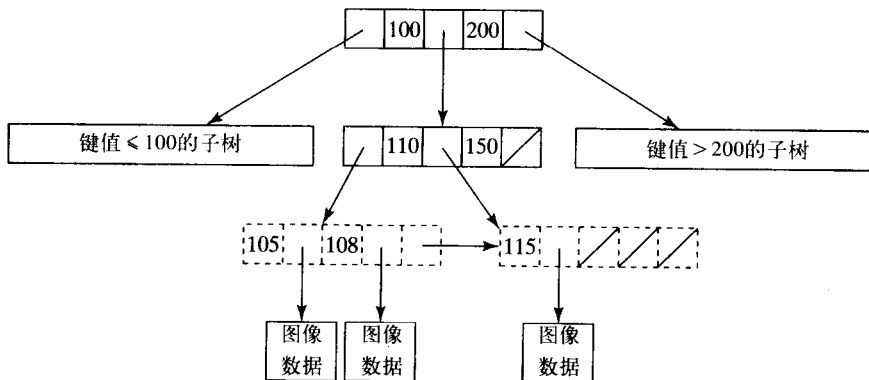 100 200
键值≤100的子树
110 150
键值>200的子树
105 108
115
图像
数据
图像
数据
图像
数据